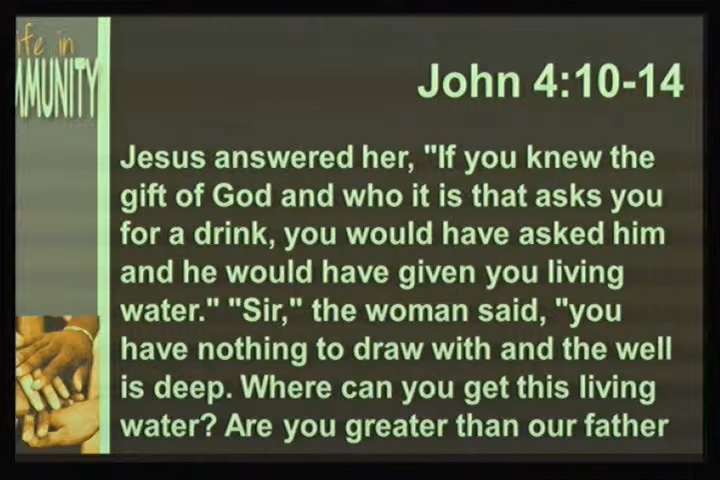 ife in
MMUNITY
John 4:10-14
Jesus answered her, "If you knew the
gift of God and who it is that asks you
for a drink, you would have asked him
and he would have given you living
water." "Sir," the woman said, "you
have nothing to draw with and the well
is deep. Where can you get this living
water? Are you greater than our father